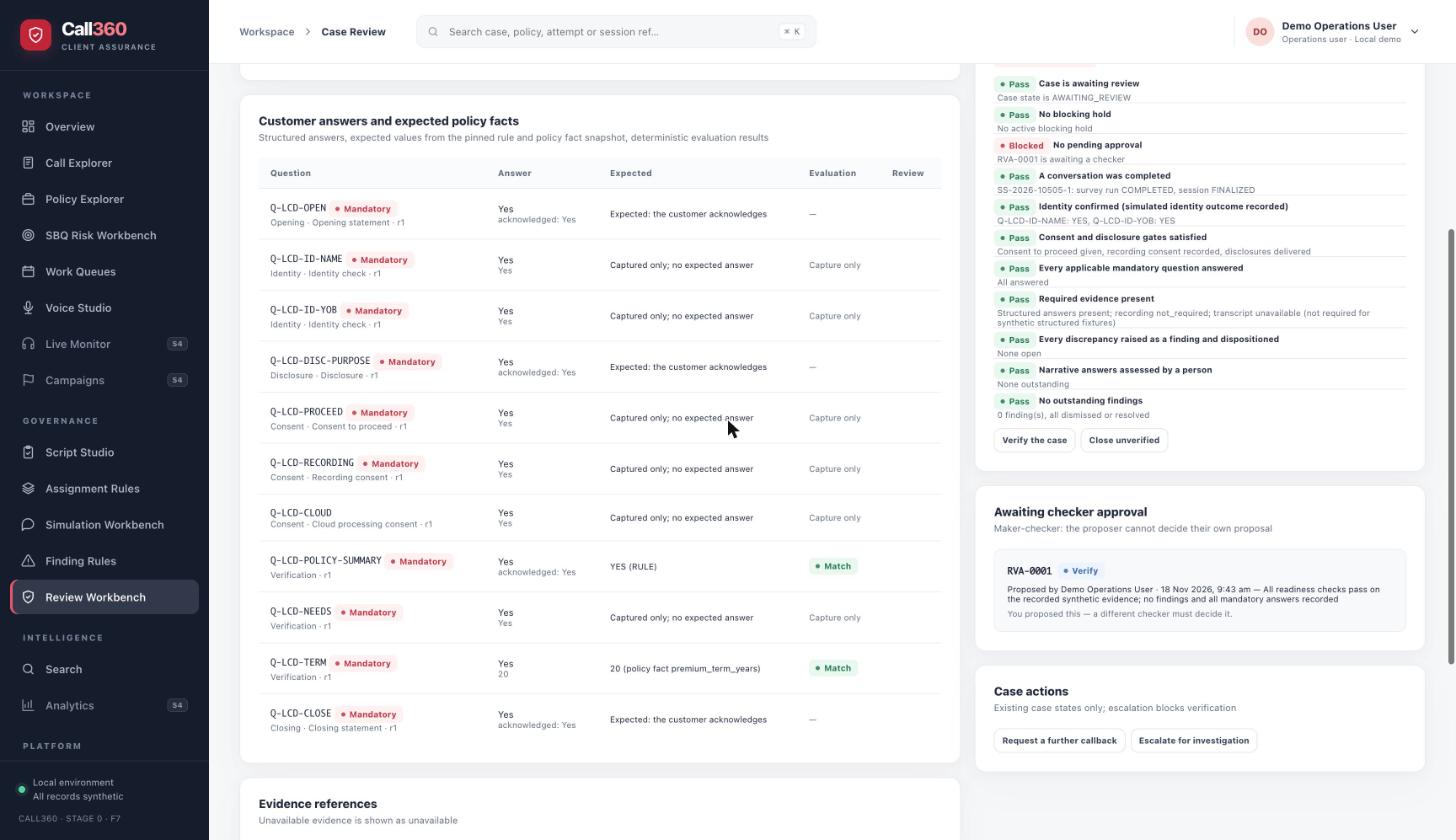 Call360
CLIENT ASSURANCE
WORKSPACE
Overview
Call Explorer
Policy Explorer
SBQ Risk Workbench
Work Queues
Voice Studio
Live Monitor S4
Campaigns S4
GOVERNANCE
Script Studio
Assignment Rules
Simulation Workbench
Finding Rules
Review Workbench
INTELLIGENCE
Search
Analytics S4
PLATFORM
Local environment
All records synthetic
CALL360 · STAGE 0 · F7
Workspace > Case Review
Search case, policy, attempt or session ref...
⌘ K
DO
Demo Operations User
Operations user · Local demo
Customer answers and expected policy facts
Structured answers, expected values from the pinned rule and policy fact snapshot, deterministic evaluation results
Question Answer Expected Evaluation Review
Q-LCD-OPEN Mandatory
Opening · Opening statement · r1
Yes
acknowledged: Yes
Expected: the customer acknowledges
—
Q-LCD-ID-NAME Mandatory
Identity · Identity check · r1
Yes
Yes
Captured only; no expected answer
Capture only
Q-LCD-ID-YOB Mandatory
Identity · Identity check · r1
Yes
Yes
Captured only; no expected answer
Capture only
Q-LCD-DISC-PURPOSE Mandatory
Disclosure · Disclosure · r1
Yes
acknowledged: Yes
Expected: the customer acknowledges
—
Q-LCD-PROCEED Mandatory
Consent · Consent to proceed · r1
Yes
Yes
Captured only; no expected answer
Capture only
Q-LCD-RECORDING Mandatory
Consent · Recording consent · r1
Yes
Yes
Captured only; no expected answer
Capture only
Q-LCD-CLOUD
Consent · Cloud processing consent · r1
Yes
Yes
Captured only; no expected answer
Capture only
Q-LCD-POLICY-SUMMARY Mandatory
Verification · r1
Yes
acknowledged: Yes
YES (RULE)
Match
Q-LCD-NEEDS Mandatory
Verification · r1
Yes
Yes
Captured only; no expected answer
Capture only
Q-LCD-TERM Mandatory
Verification · r1
Yes
20
20 (policy fact premium_term_years)
Match
Q-LCD-CLOSE Mandatory
Closing · Closing statement · r1
Yes
acknowledged: Yes
Expected: the customer acknowledges
—
Evidence references
Unavailable evidence is shown as unavailable
Pass Case is awaiting review
Case state is AWAITING_REVIEW
Pass No blocking hold
No active blocking hold
Blocked No pending approval
RVA-0001 is awaiting a checker
Pass A conversation was completed
SS-2026-10505-1: survey run COMPLETED, session FINALIZED
Pass Identity confirmed (simulated identity outcome recorded)
Q-LCD-ID-NAME: YES, Q-LCD-ID-YOB: YES
Pass Consent and disclosure gates satisfied
Consent to proceed given, recording consent recorded, disclosures delivered
Pass Every applicable mandatory question answered
All answered
Pass Required evidence present
Structured answers present; recording not_required; transcript unavailable (not required for
synthetic structured fixtures)
Pass Every discrepancy raised as a finding and dispositioned
None open
Pass Narrative answers assessed by a person
None outstanding
Pass No outstanding findings
0 finding(s), all dismissed or resolved
Verify the case Close unverified
Awaiting checker approval
Maker-checker: the proposer cannot decide their own proposal
RVA-0001 Verify
Proposed by Demo Operations User · 18 Nov 2026, 9:43 am — All readiness checks pass on
the recorded synthetic evidence; no findings and all mandatory answers recorded
You proposed this — a different checker must decide it.
Case actions
Existing case states only; escalation blocks verification
Request a further callback Escalate for investigation